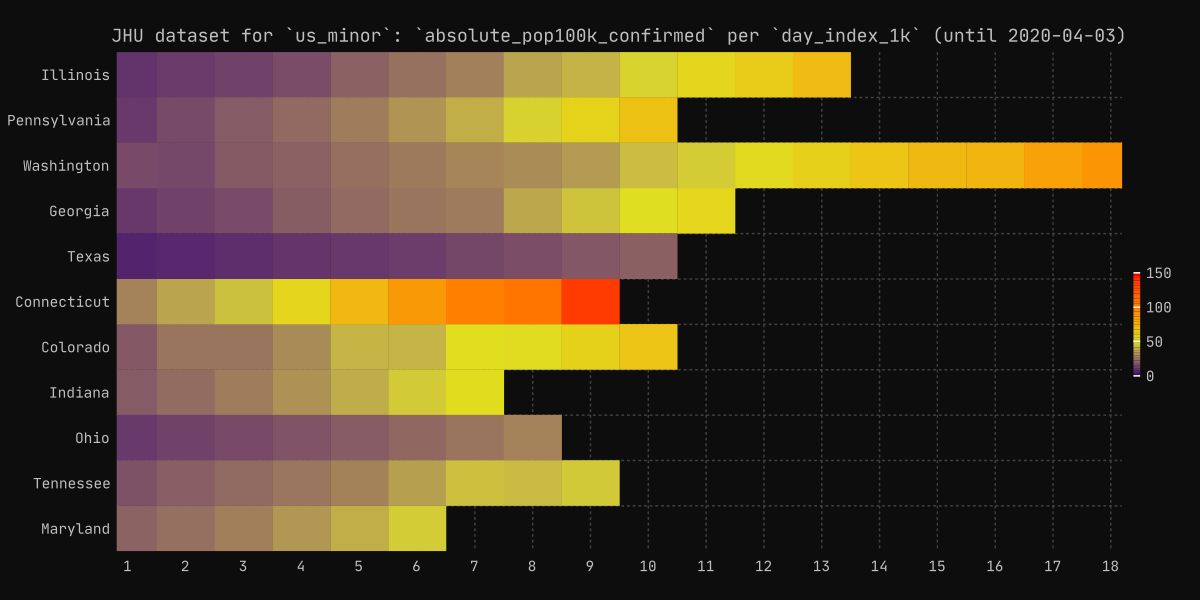 JHU dataset for `us_minor`: `absolute_pop100k_confirmed` per `day_index_1k` (until 2020-04-03)
Illinois
Pennsylvania
Washington
Georgia
Texas
Connecticut
Colorado
Indiana
Ohio
Tennessee
Maryland
1 2 3 4 5 6 7 8 9 10 11 12 13 14 15 16 17 18
150
100
50
0